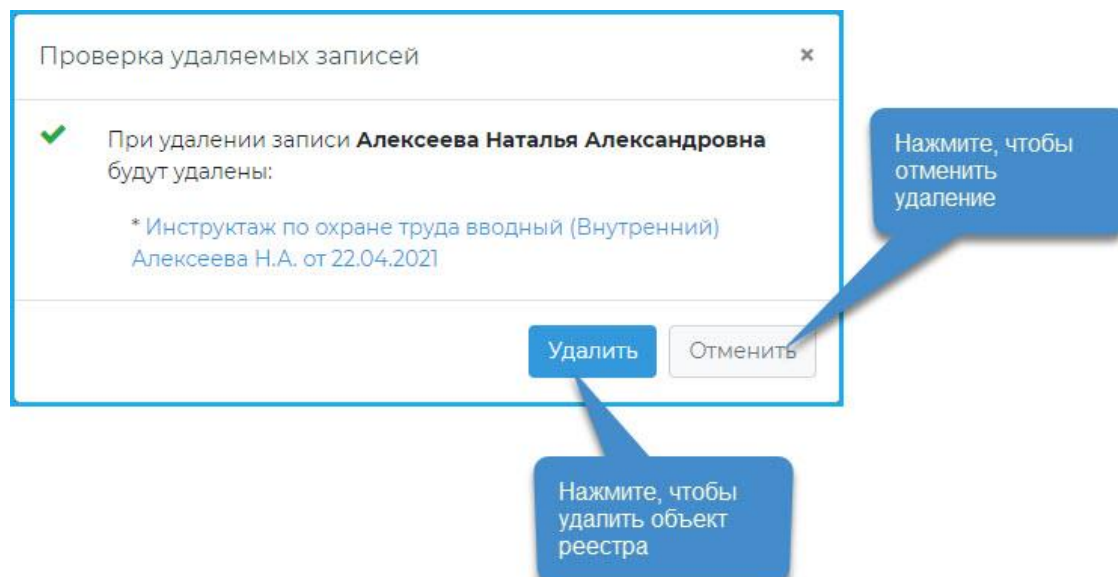 Проверка удаляемых записей
×
При удалении записи Алексеева Наталья Александровна
будут удалены:
* Инструктаж по охране труда вводный (Внутренний)
Алексеева Н.А. от 22.04.2021
Удалить
Отменить
Нажмите, чтобы
отменить
удаление
Нажмите, чтобы
удалить объект
реестра